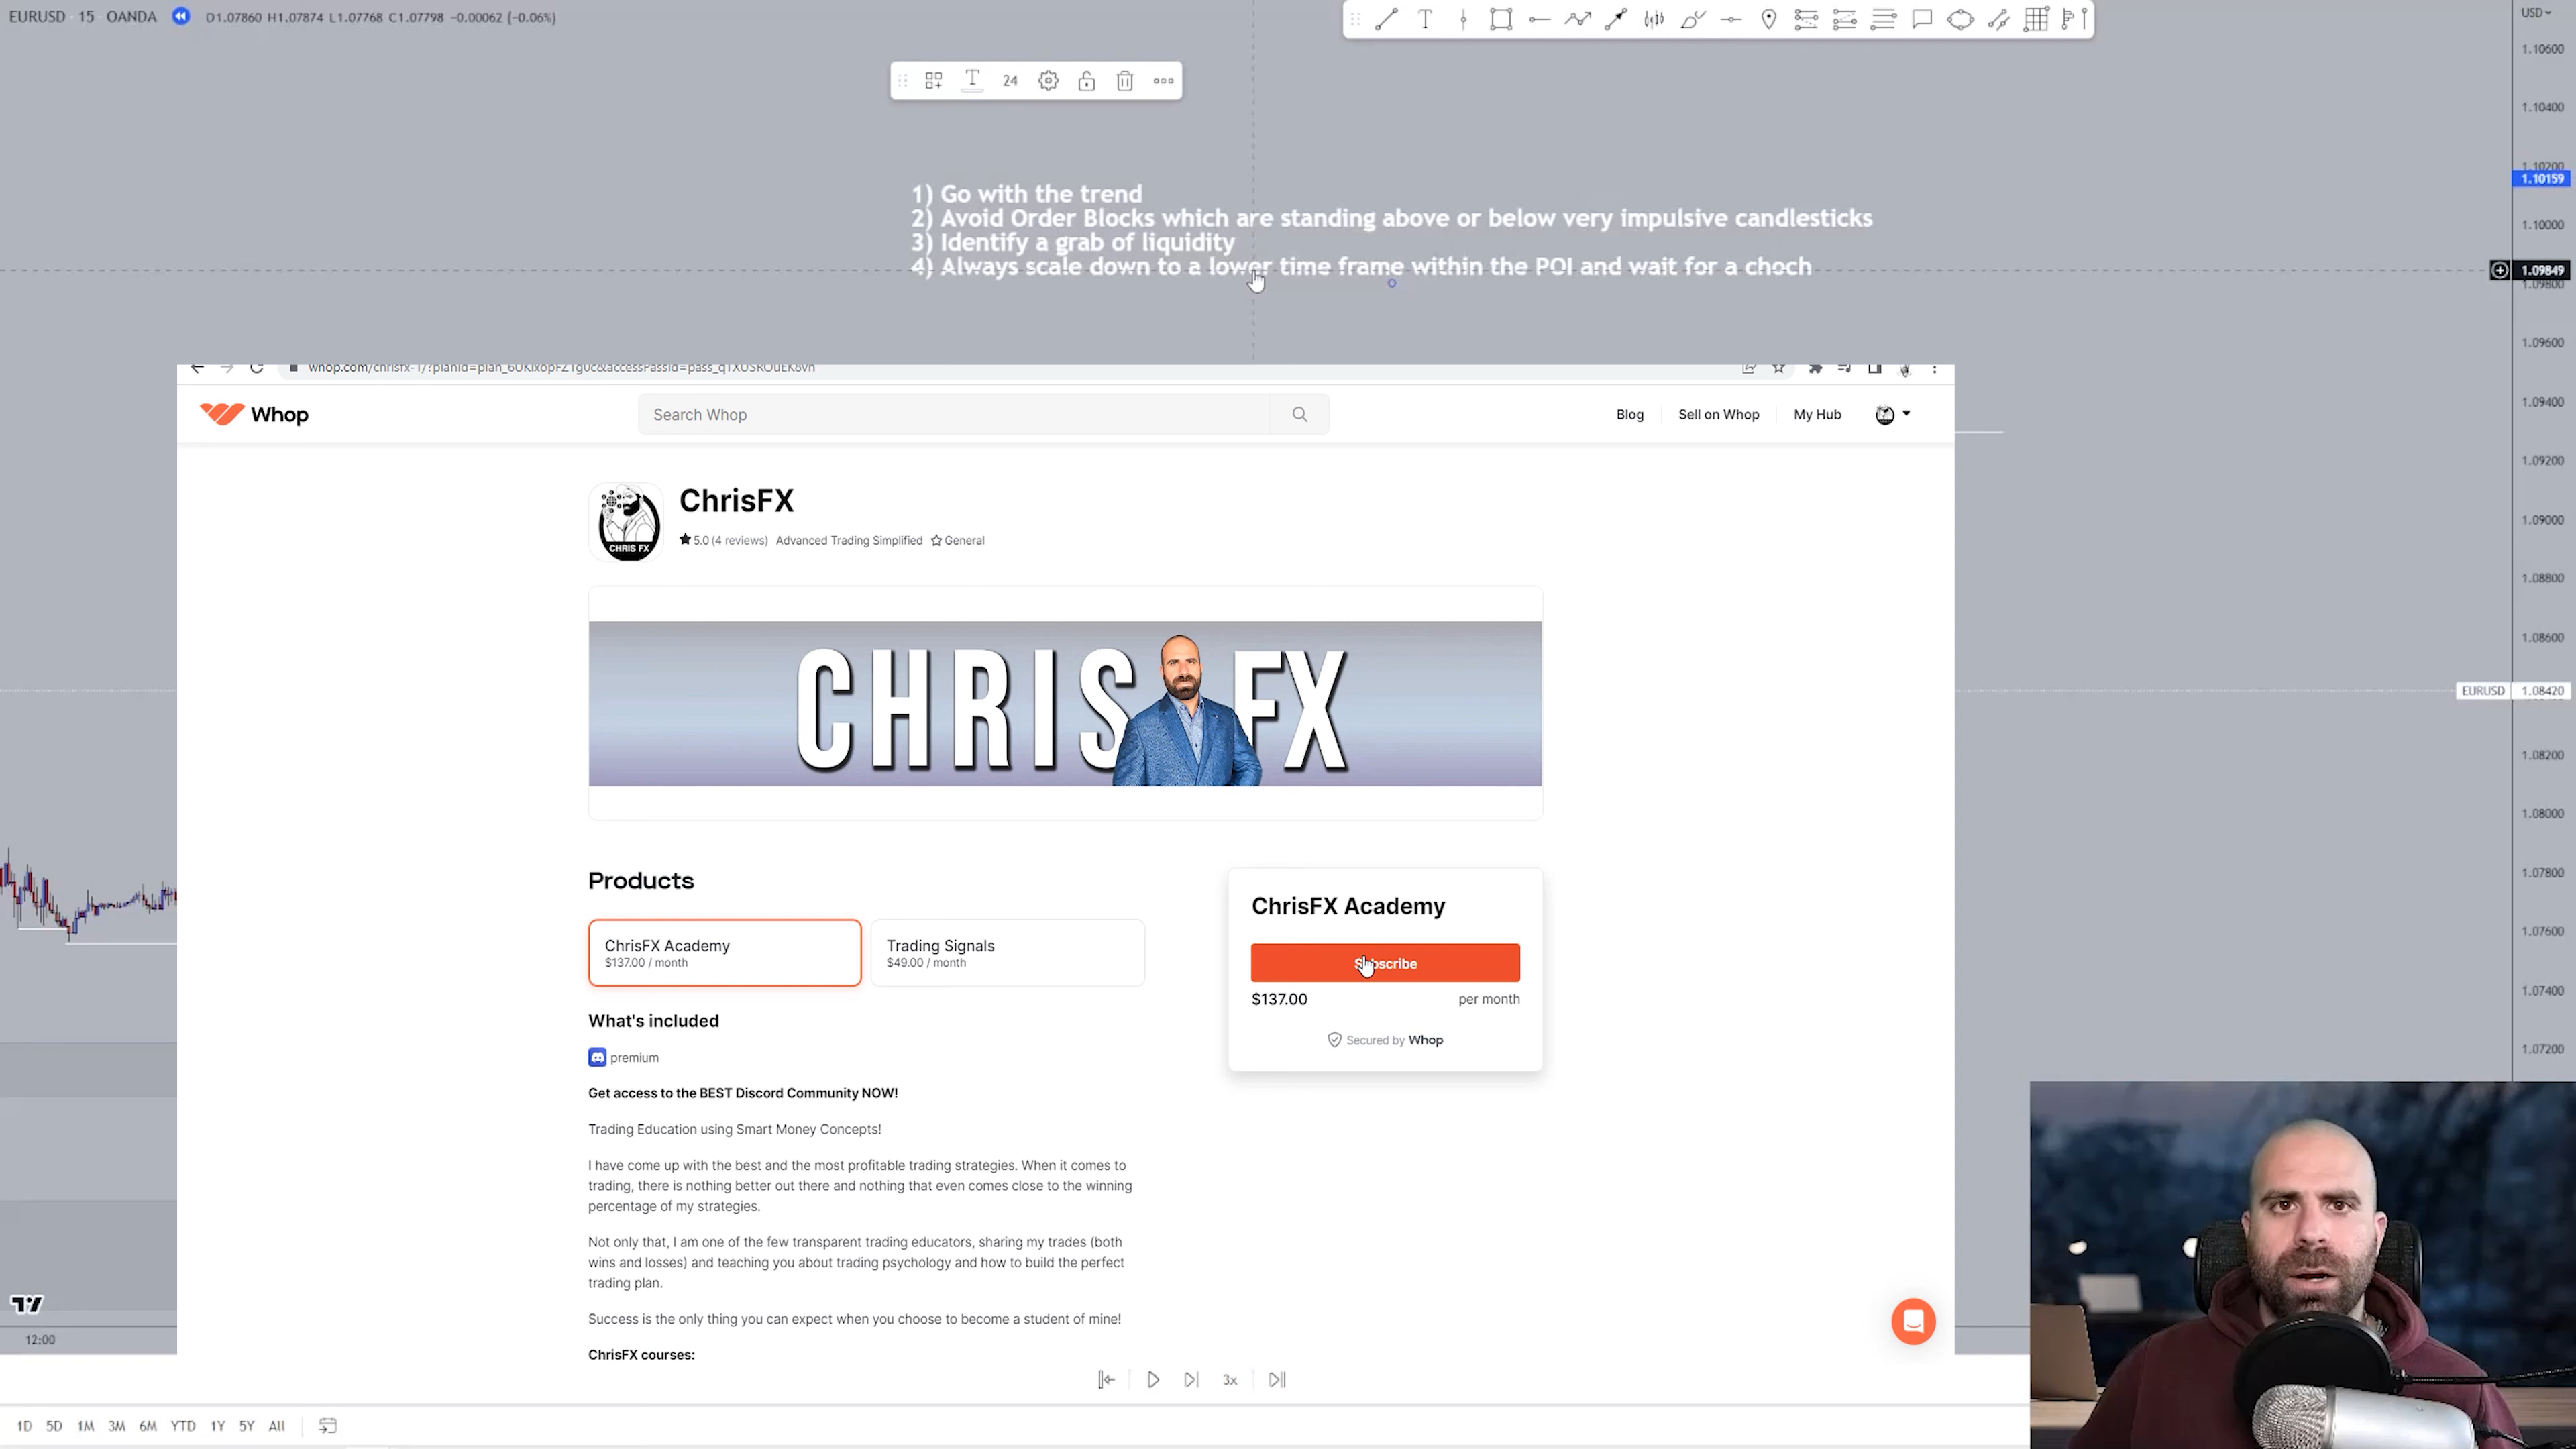 EURUSD · 15 · OANDA O1.07860 H1.07874 L1.07768 C1.07798 -0.00062 (-0.06%)
USD
1.10600
24
1.10400
1.10200
1.10159
1) Go with the trend
2) Avoid Order Blocks which are standing above or below very impulsive candlesticks
3) Identify a grab of liquidity
4) Always scale down to a lower time frame within the POI and wait for a choch
1.10000
1.09849
1.09800
1.09600
Whop
Search Whop
Blog
Sell on Whop
My Hub
1.09400
1.09200
ChrisFX
5.0 (4 reviews) Advanced Trading Simplified General
CHRIS FX
1.09000
1.08800
1.08600
CHRIS FX
EURUSD 1.08420
1.08200
1.08000
Products
1.07800
ChrisFX Academy
$137.00 / month
Trading Signals
$49.00 / month
ChrisFX Academy
Subscribe
$137.00 per month
Secured by Whop
1.07600
1.07400
1.07200
What's included
premium
Get access to the BEST Discord Community NOW!
Trading Education using Smart Money Concepts!
I have come up with the best and the most profitable trading strategies. When it comes to
trading, there is nothing better out there and nothing that even comes close to the winning
percentage of my strategies.
Not only that, I am one of the few transparent trading educators, sharing my trades (both
wins and losses) and teaching you about trading psychology and how to build the perfect
trading plan.
Success is the only thing you can expect when you choose to become a student of mine!
ChrisFX courses:
12:00
3x
1D 5D 1M 3M 6M YTD 1Y 5Y All